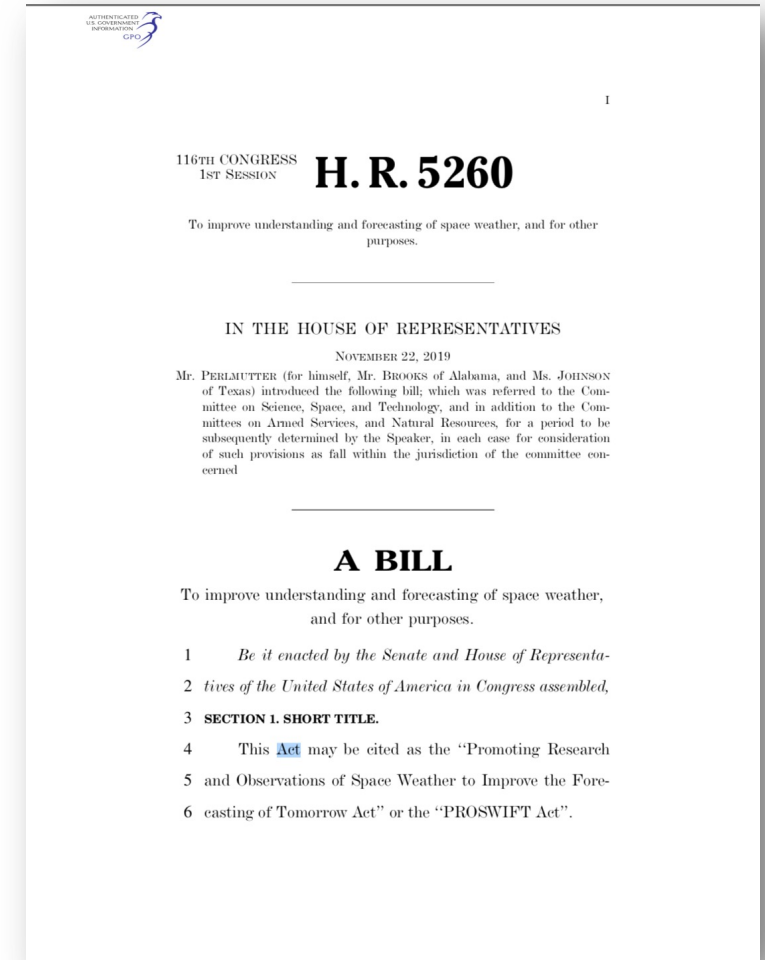 AUTHENTICATED
U.S. GOVERNMENT
INFORMATION
GPO
I
116TH CONGRESS
1ST SESSION
H. R. 5260
To improve understanding and forecasting of space weather, and for other
purposes.
IN THE HOUSE OF REPRESENTATIVES
NOVEMBER 22, 2019
Mr. PERLMUTTER (for himself, Mr. BROOKS of Alabama, and Ms. JOHNSON
of Texas) introduced the following bill; which was referred to the Com-
mittee on Science, Space, and Technology, and in addition to the Com-
mittees on Armed Services, and Natural Resources, for a period to be
subsequently determined by the Speaker, in each case for consideration
of such provisions as fall within the jurisdiction of the committee con-
cerned
A BILL
To improve understanding and forecasting of space weather,
and for other purposes.
1 Be it enacted by the Senate and House of Representa-
2 tives of the United States of America in Congress assembled,
3 SECTION 1. SHORT TITLE.
4 This Act may be cited as the ‘‘Promoting Research
5 and Observations of Space Weather to Improve the Fore-
6 casting of Tomorrow Act’’ or the ‘‘PROSWIFT Act’’.